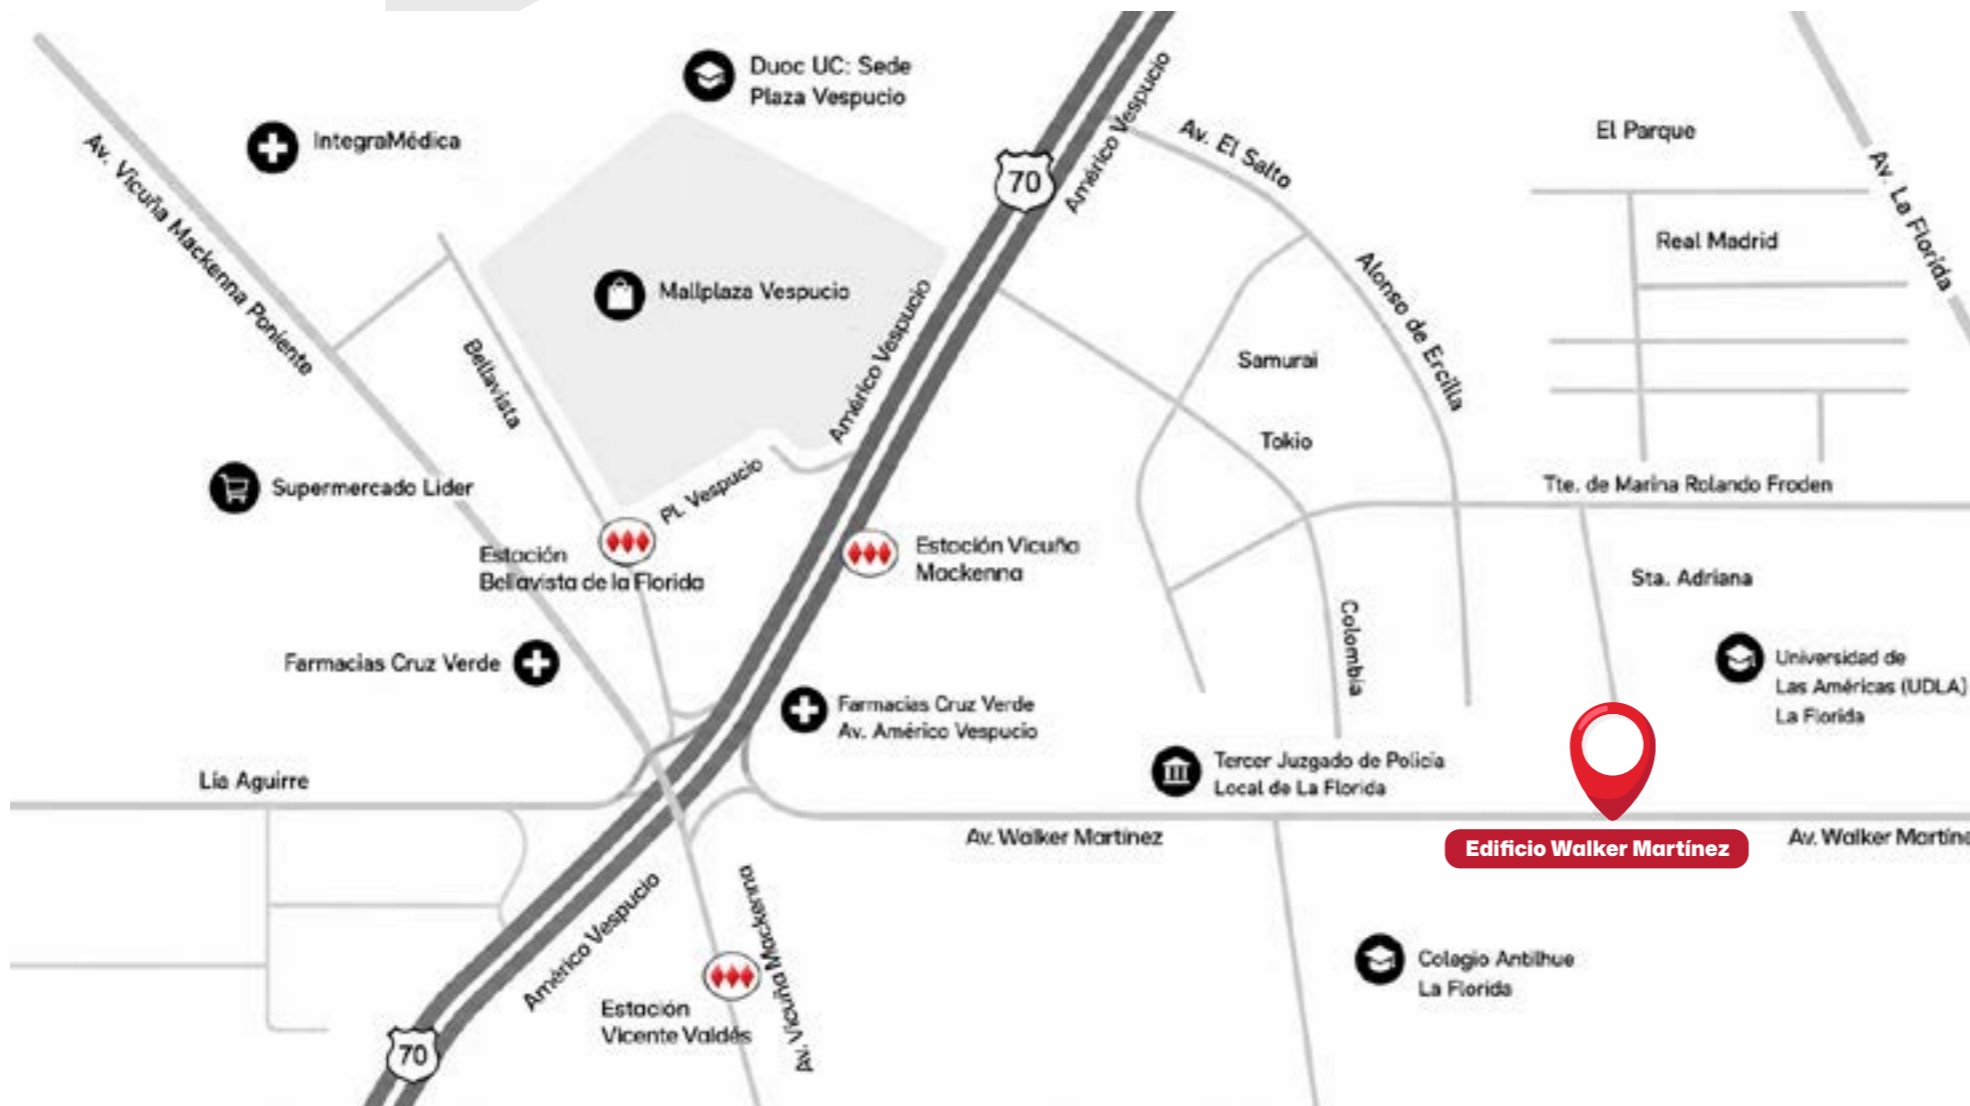 Duoc UC: Sede
Plaza Vespucio
IntegraMédica
Av. Vicuña Mackenna Poniente
70
Américo Vespucio
Av. El Salto
El Parque
Av. La Florida
Real Madrid
Mallplaza Vespucio
Américo Vespucio
Alonso de Ercilla
Bellavista
Samurai
Tokio
Supermercado Lider
Pl. Vespucio
Tte. de Marina Rolando Froden
Estación
Bellavista de la Florida
Estación Vicuña
Mackenna
Sta. Adriana
Colombia
Farmacias Cruz Verde
Universidad de
Las Américas (UDLA)
La Florida
Farmacias Cruz Verde
Av. Américo Vespucio
Tercer Juzgado de Policía
Local de La Florida
Lía Aguirre
Av. Walker Martínez
Edificio Walker Martínez
Av. Walker Martíne
Américo Vespucio
Av. Vicuña Mackenna
Colegio Antilhue
La Florida
Estación
Vicente Valdés
70